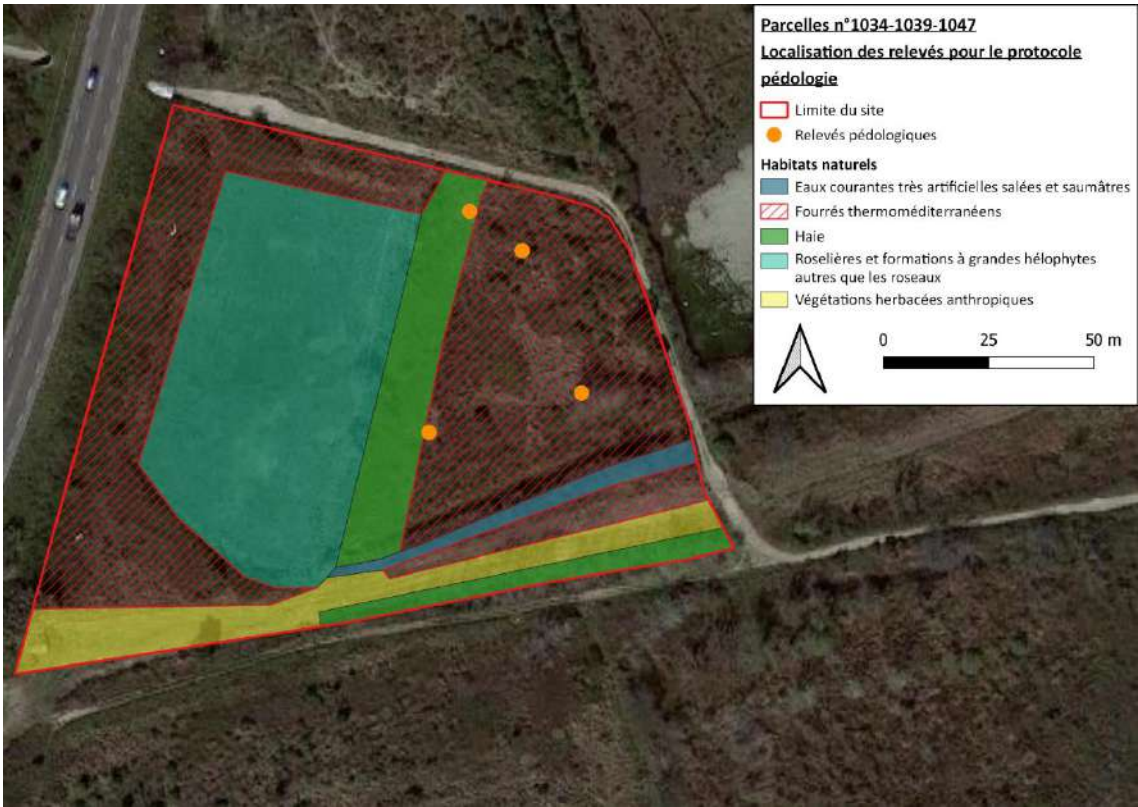 Parcelles n°1034-1039-1047
Localisation des relevés pour le protocole
pédologie
Limite du site
Relevés pédologiques
Habitats naturels
Eaux courantes très artificielles salées et saumâtres
Fourrés thermoméditerranéens
Haie
Roselières et formations à grandes hélophytes
autres que les roseaux
Végétations herbacées anthropiques
0 25 50 m